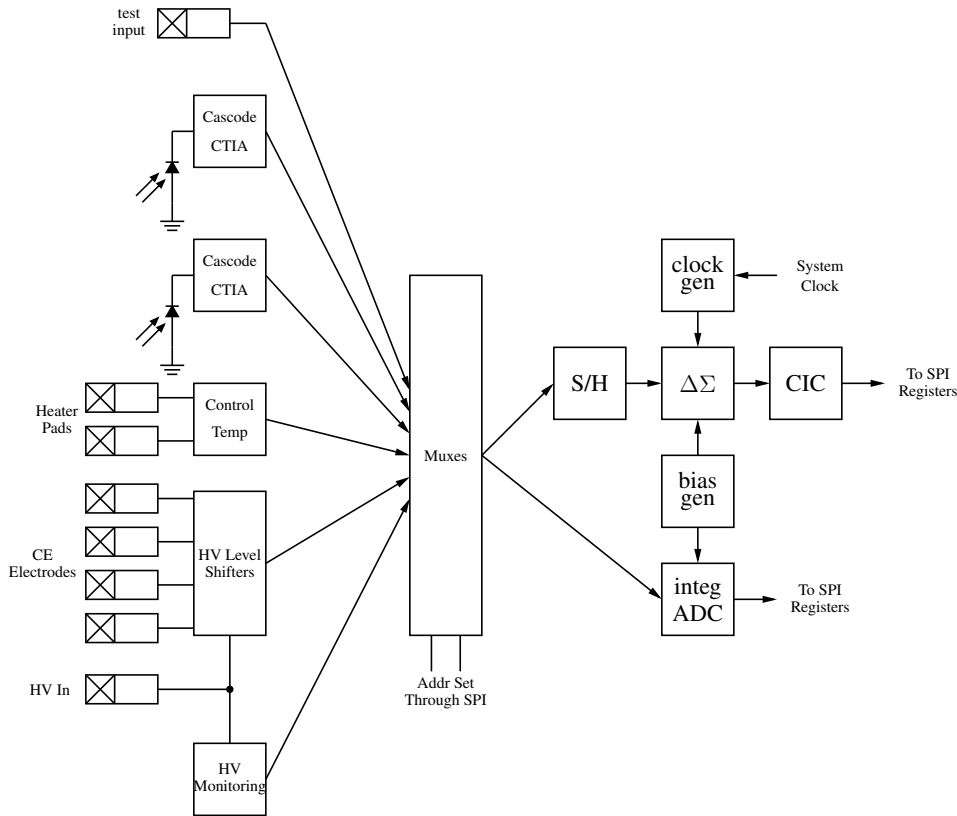 test
input
Cascode
CTIA
Cascode
CTIA
Heater
Pads
Control
Temp
CE
Electrodes
HV Level
Shifters
HV In
HV
Monitoring
Muxes
Addr Set
Through SPI
clock
gen
System
Clock
S/H
ΔΣ
CIC
To SPI
Registers
bias
gen
integ
ADC
To SPI
Registers